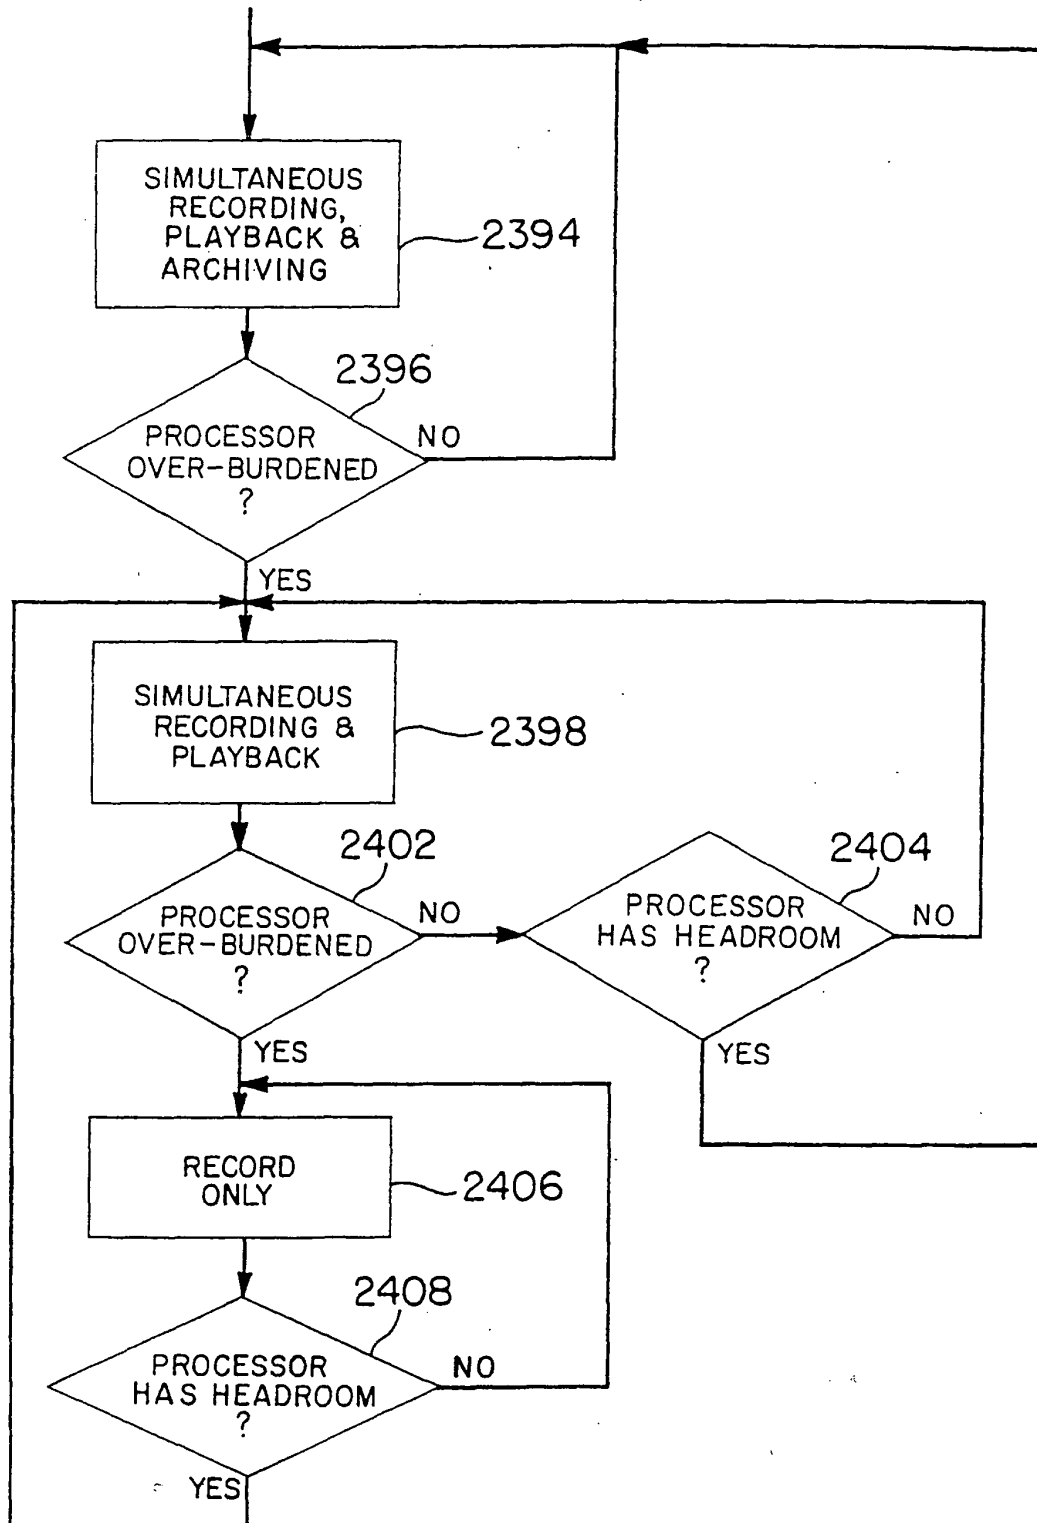 SIMULTANEOUS
RECORDING,
PLAYBACK &
ARCHIVING
2394
2396
PROCESSOR
OVER-BURDENED
?
NO
YES
SIMULTANEOUS
RECORDING &
PLAYBACK
2398
2402
PROCESSOR
OVER-BURDENED
?
NO
2404
PROCESSOR
HAS HEADROOM
?
NO
YES
YES
RECORD
ONLY
2406
2408
PROCESSOR
HAS HEADROOM
?
NO
YES